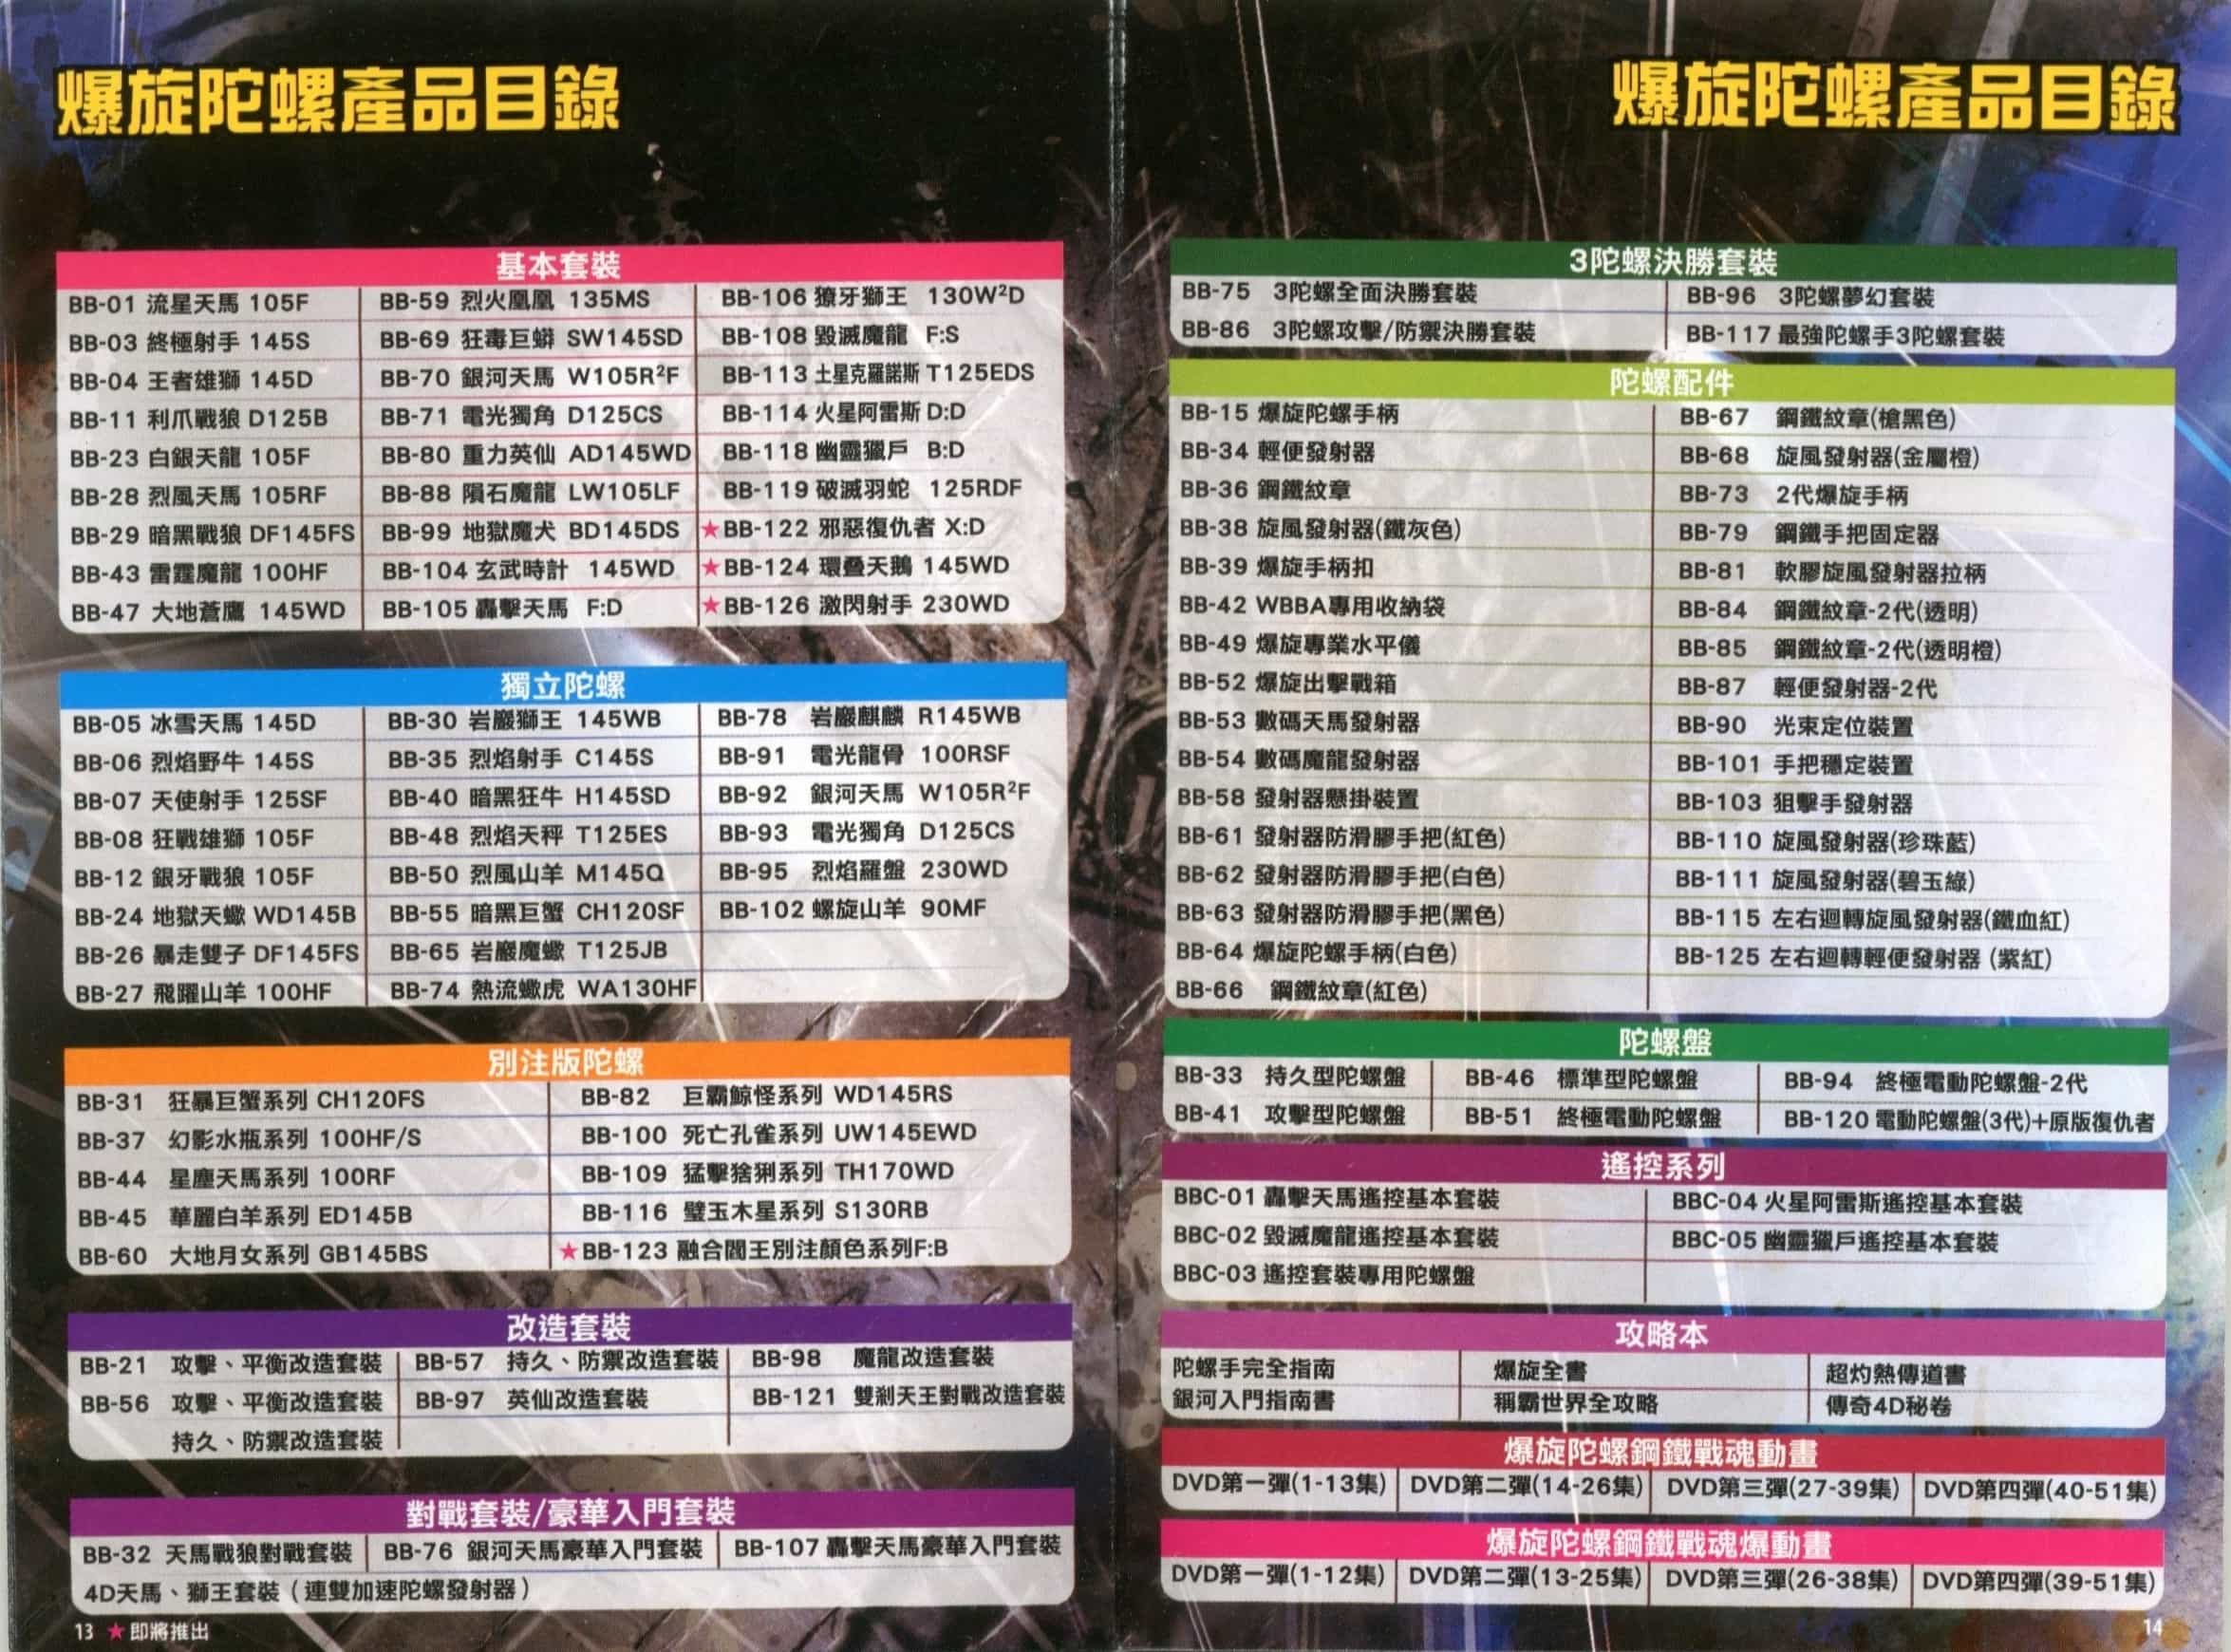 爆旋陀螺產品目錄
基本套裝
BB-01 流星天馬 105F
BB-03 終極射手 145S
BB-04 王者雄獅 145D
BB-11 利爪戰狼 D125B
BB-23 白銀天龍 105F
BB-28 烈風天馬 105RF
BB-29 暗黑戰狼 DF145FS
BB-43 雷霆魔龍 100HF
BB-47 大地蒼鷹 145WD
BB-59 烈火鳳凰 135MS
BB-69 狂毒巨蟒 SW145SD
BB-70 銀河天馬 W105R²F
BB-71 電光獨角 D125CS
BB-80 重力英仙 AD145WD
BB-88 隕石魔龍 LW105LF
BB-99 地獄魔犬 BD145DS
BB-104 玄武時計 145WD
BB-105 轟擊天馬 F:D
BB-106 獠牙獅王 130W²D
BB-108 毀滅魔龍 F:S
BB-113 土星克羅諾斯 T125EDS
BB-114 火星阿雷斯 D:D
BB-118 幽靈獵戶 B:D
BB-119 破滅羽蛇 125RDF
★BB-122 邪惡復仇者 X:D
★BB-124 環疊天鵝 145WD
★BB-126 激閃射手 230WD
獨立陀螺
BB-05 冰雪天馬 145D
BB-06 烈焰野牛 145S
BB-07 天使射手 125SF
BB-08 狂戰雄獅 105F
BB-12 銀牙戰狼 105F
BB-24 地獄天蠍 WD145B
BB-26 暴走雙子 DF145FS
BB-27 飛躍山羊 100HF
BB-30 岩巖獅王 145WB
BB-35 烈焰射手 C145S
BB-40 暗黑狂牛 H145SD
BB-48 烈焰天秤 T125ES
BB-50 烈風山羊 M145Q
BB-55 暗黑巨蟹 CH120SF
BB-65 岩巖魔蠍 T125JB
BB-74 熱流蠍虎 WA130HF
BB-78 岩巖麒麟 R145WB
BB-91 電光龍骨 100RSF
BB-92 銀河天馬 W105R²F
BB-93 電光獨角 D125CS
BB-95 烈焰羅盤 230WD
BB-102 螺旋山羊 90MF
別注版陀螺
BB-31 狂暴巨蟹系列 CH120FS
BB-37 幻影水瓶系列 100HF/S
BB-44 星塵天馬系列 100RF
BB-45 華麗白羊系列 ED145B
BB-60 大地月女系列 GB145BS
BB-82 巨霸鯨怪系列 WD145RS
BB-100 死亡孔雀系列 UW145EWD
BB-109 猛擊猞猁系列 TH170WD
BB-116 璧玉木星系列 S130RB
★BB-123 融合閻王別注顏色系列F:B
改造套裝
BB-21 攻擊、平衡改造套裝
BB-56 攻擊、平衡改造套裝
持久、防禦改造套裝
BB-57 持久、防禦改造套裝
BB-97 英仙改造套裝
BB-98 魔龍改造套裝
BB-121 雙剎天王對戰改造套裝
對戰套裝/豪華入門套裝
BB-32 天馬戰狼對戰套裝
BB-76 銀河天馬豪華入門套裝
BB-107 轟擊天馬豪華入門套裝
4D天馬、獅王套裝（連雙加速陀螺發射器）
13 ★即將推出
爆旋陀螺產品目錄
3陀螺決勝套裝
BB-75 3陀螺全面決勝套裝
BB-86 3陀螺攻擊/防禦決勝套裝
BB-96 3陀螺夢幻套裝
BB-117 最強陀螺手3陀螺套裝
陀螺配件
BB-15 爆旋陀螺手柄
BB-34 輕便發射器
BB-36 鋼鐵紋章
BB-38 旋風發射器(鐵灰色)
BB-39 爆旋手柄扣
BB-42 WBBA專用收納袋
BB-49 爆旋專業水平儀
BB-52 爆旋出擊戰箱
BB-53 數碼天馬發射器
BB-54 數碼魔龍發射器
BB-58 發射器懸掛裝置
BB-61 發射器防滑膠手把(紅色)
BB-62 發射器防滑膠手把(白色)
BB-63 發射器防滑膠手把(黑色)
BB-64 爆旋陀螺手柄(白色)
BB-66 鋼鐵紋章(紅色)
BB-67 鋼鐵紋章(槍黑色)
BB-68 旋風發射器(金屬橙)
BB-73 2代爆旋手柄
BB-79 鋼鐵手把固定器
BB-81 軟膠旋風發射器拉柄
BB-84 鋼鐵紋章-2代(透明)
BB-85 鋼鐵紋章-2代(透明橙)
BB-87 輕便發射器-2代
BB-90 光束定位裝置
BB-101 手把穩定裝置
BB-103 狙擊手發射器
BB-110 旋風發射器(珍珠藍)
BB-111 旋風發射器(碧玉綠)
BB-115 左右迴轉旋風發射器(鐵血紅)
BB-125 左右迴轉輕便發射器 (紫紅)
陀螺盤
BB-33 持久型陀螺盤
BB-41 攻擊型陀螺盤
BB-46 標準型陀螺盤
BB-51 終極電動陀螺盤
BB-94 終極電動陀螺盤-2代
BB-120 電動陀螺盤(3代)+原版復仇者
遙控系列
BBC-01 轟擊天馬遙控基本套裝
BBC-02 毀滅魔龍遙控基本套裝
BBC-03 遙控套裝專用陀螺盤
BBC-04 火星阿雷斯遙控基本套裝
BBC-05 幽靈獵戶遙控基本套裝
攻略本
陀螺手完全指南
銀河入門指南書
爆旋全書
稱霸世界全攻略
超灼熱傳道書
傳奇4D秘卷
爆旋陀螺鋼鐵戰魂動畫
DVD第一彈(1-13集)
DVD第二彈(14-26集)
DVD第三彈(27-39集)
DVD第四彈(40-51集)
爆旋陀螺鋼鐵戰魂爆動畫
DVD第一彈(1-12集)
DVD第二彈(13-25集)
DVD第三彈(26-38集)
DVD第四彈(39-51集)
14